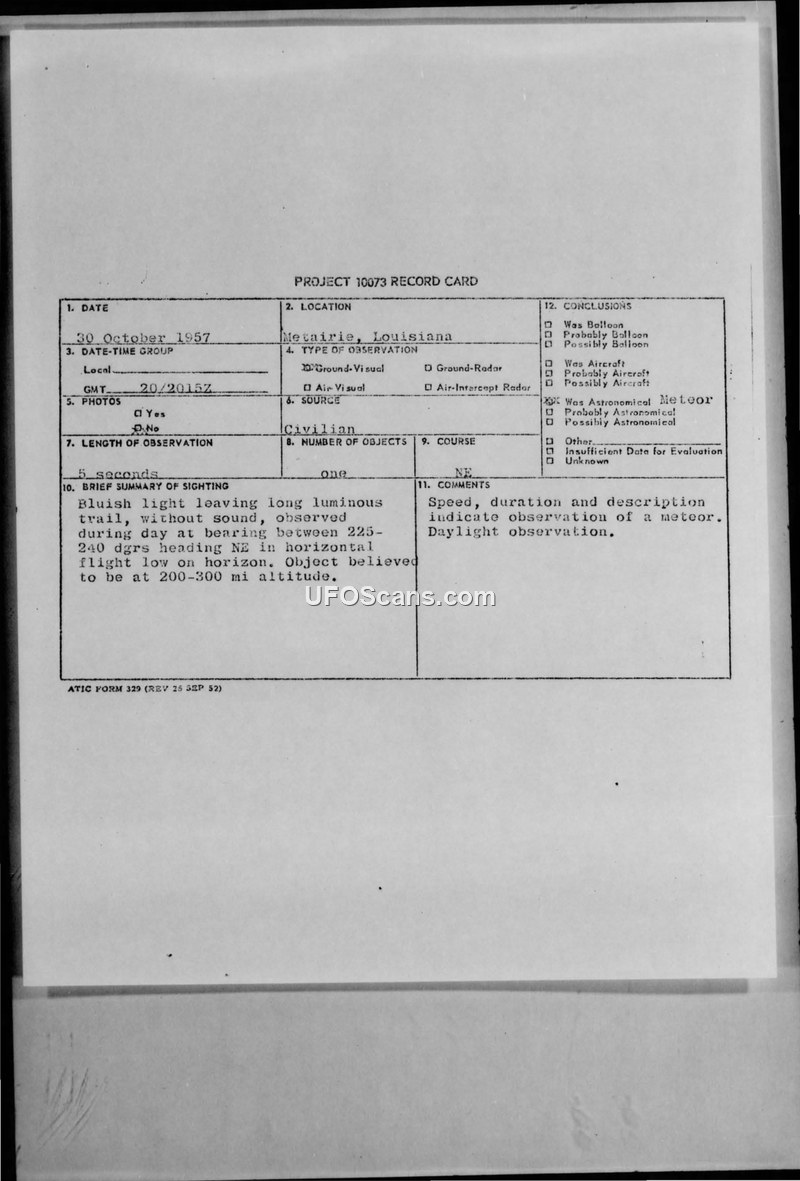 PROJECT 10073 RECORD CARD
1. DATE
30 October 1957
2. LOCATION
Metairie, Louisiana
3. DATE-TIME GROUP
Local
GMT 20/2015Z
4. TYPE OF OBSERVATION
Ground-Visual
Ground-Radar
Air-Visual
Air-Intercept Radar
5. PHOTOS
Yes
No
6. SOURCE
Civilian
7. LENGTH OF OBSERVATION
5 seconds
8. NUMBER OF OBJECTS
one
9. COURSE
NE
10. BRIEF SUMMARY OF SIGHTING
Bluish light leaving long luminous
trail, without sound, observed
during day at bearing between 225-
240 dgrs heading NE in horizontal
flight low on horizon. Object believed
to be at 200-300 mi altitude.
11. COMMENTS
Speed, duration and description
indicate observation of a meteor.
Daylight observation.
12. CONCLUSIONS
Was Balloon
Probably Balloon
Possibly Balloon
Was Aircraft
Probably Aircraft
Possibly Aircraft
Was Astronomical Meteor
Probably Astronomical
Possibly Astronomical
Other
Insufficient Data for Evaluation
Unknown
ATIC FORM 329 (REV 26 SEP 52)
UFOScans.com